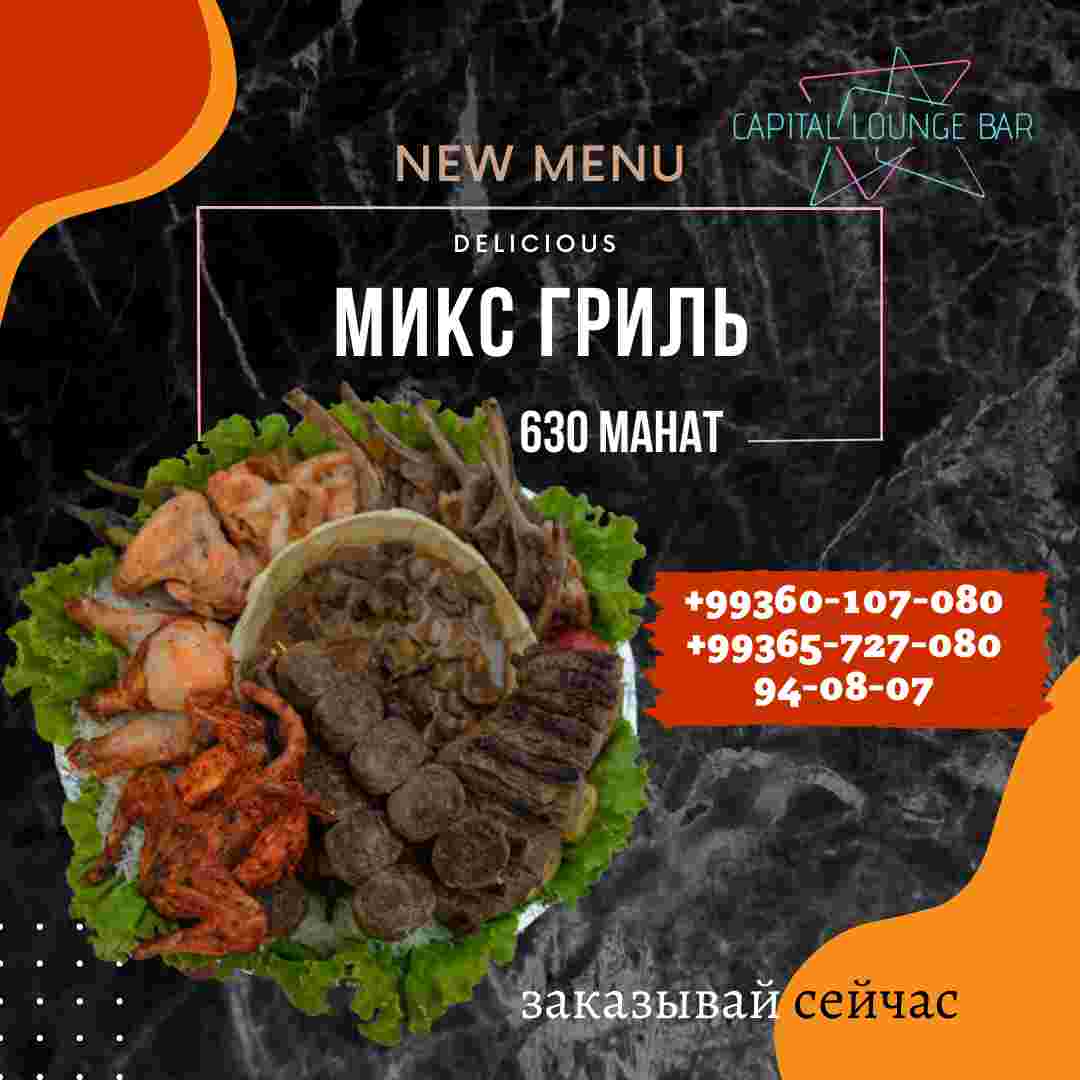 CAPITAL LOUNGE BAR
NEW MENU
DELICIOUS
МИКС ГРИЛЬ
630 МАНАТ
+99360-107-080
+99365-727-080
94-08-07
заказывай сейчас